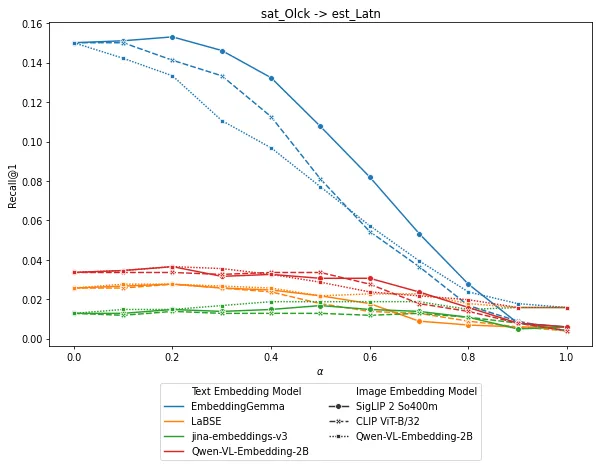 sat_Olck -> est_Latn
0.16
0.14
0.12
0.10
0.08
0.06
0.04
0.02
0.00
Recall@1
0.0 0.2 0.4 0.6 0.8 1.0
α
Text Embedding Model Image Embedding Model
EmbeddingGemma SigLIP 2 So400m
LaBSE CLIP ViT-B/32
jina-embeddings-v3 Qwen-VL-Embedding-2B
Qwen-VL-Embedding-2B